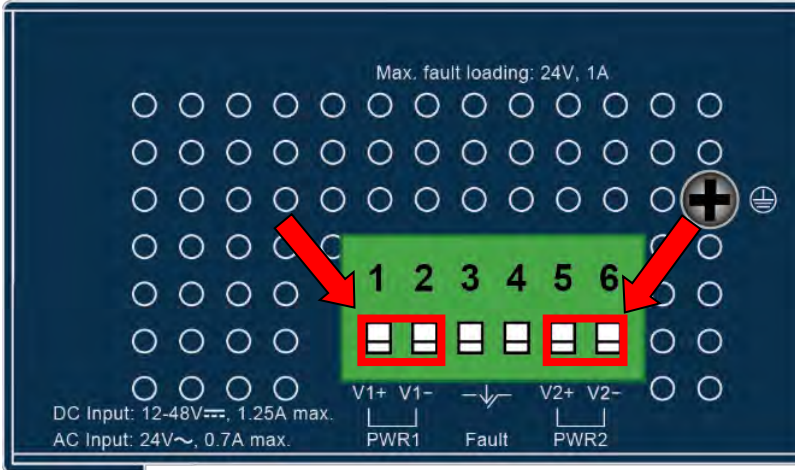 Max. fault loading: 24V, 1A
1 2 3 4 5 6
V1+ V1- V2+ V2-
DC Input: 12-48V⎓, 1.25A max.
AC Input: 24V~, 0.7A max.
PWR1 Fault PWR2